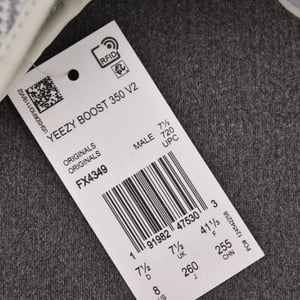 RFID
YEEZY BOOST 350 V2
ORIGINALS
ORIGINALS
MALE 7½
720
UPC
FX4349
1 91982 47530 3
7½ D
7½ UK
41⅓ F
8 US
260 J
255 CHN